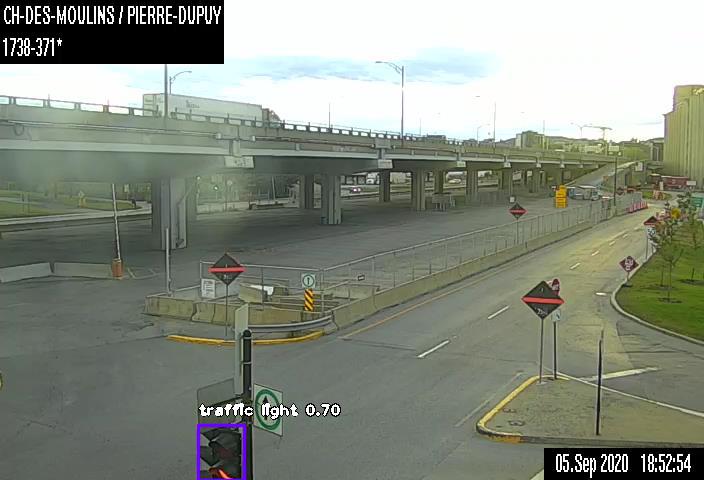 CH-DES-MOULINS / PIERRE-DUPUY
1738-371*
traffic light 0.70
05.Sep 2020 18:52:54